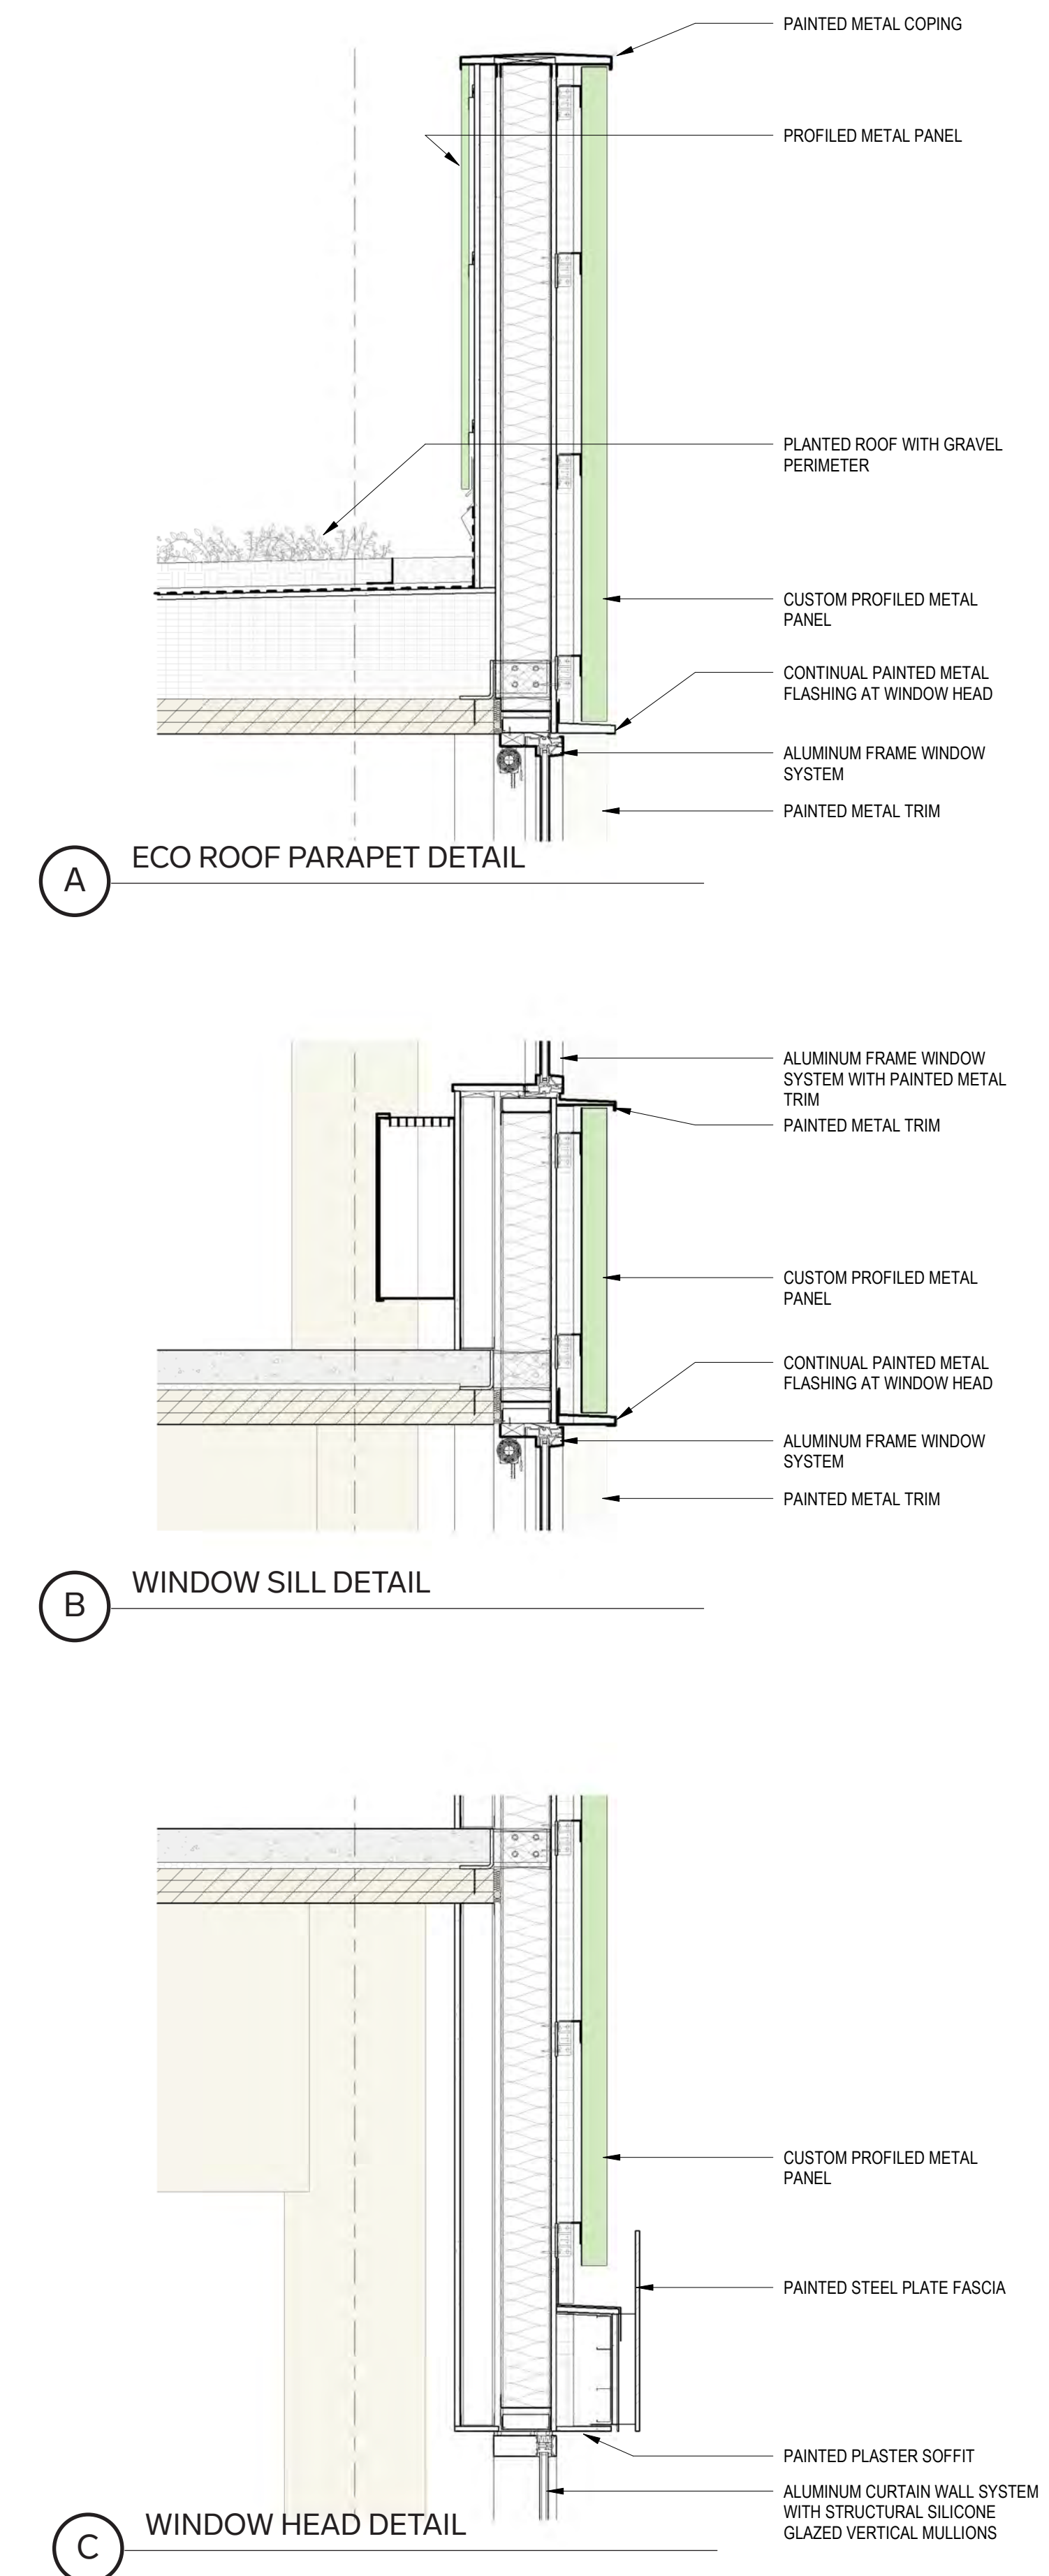 PAINTED METAL COPING
PROFILED METAL PANEL
PLANTED ROOF WITH GRAVEL
PERIMETER
CUSTOM PROFILED METAL
PANEL
CONTINUAL PAINTED METAL
FLASHING AT WINDOW HEAD
ALUMINUM FRAME WINDOW
SYSTEM
PAINTED METAL TRIM
A
ECO ROOF PARAPET DETAIL
ALUMINUM FRAME WINDOW
SYSTEM WITH PAINTED METAL
TRIM
PAINTED METAL TRIM
CUSTOM PROFILED METAL
PANEL
CONTINUAL PAINTED METAL
FLASHING AT WINDOW HEAD
ALUMINUM FRAME WINDOW
SYSTEM
PAINTED METAL TRIM
B
WINDOW SILL DETAIL
CUSTOM PROFILED METAL
PANEL
PAINTED STEEL PLATE FASCIA
PAINTED PLASTER SOFFIT
ALUMINUM CURTAIN WALL SYSTEM
WITH STRUCTURAL SILICONE
GLAZED VERTICAL MULLIONS
C
WINDOW HEAD DETAIL